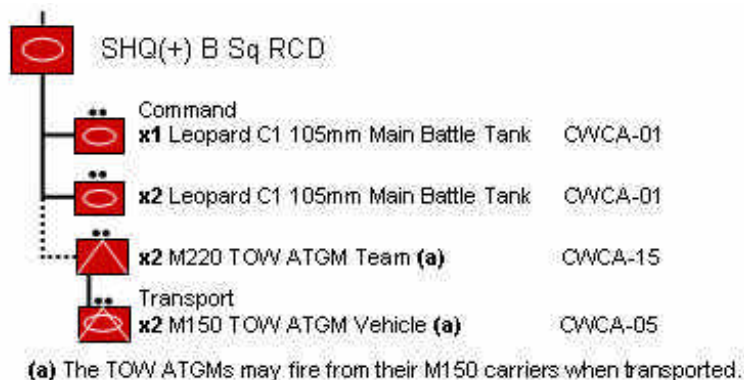 SHQ(+) B Sq RCD
Command
x1 Leopard C1 105mm Main Battle Tank CWCA-01
x2 Leopard C1 105mm Main Battle Tank CWCA-01
x2 M220 TOW ATGM Team (a) CWCA-15
Transport
x2 M150 TOW ATGM Vehicle (a) CWCA-05
(a) The TOW ATGMs may fire from their M150 carriers when transported.